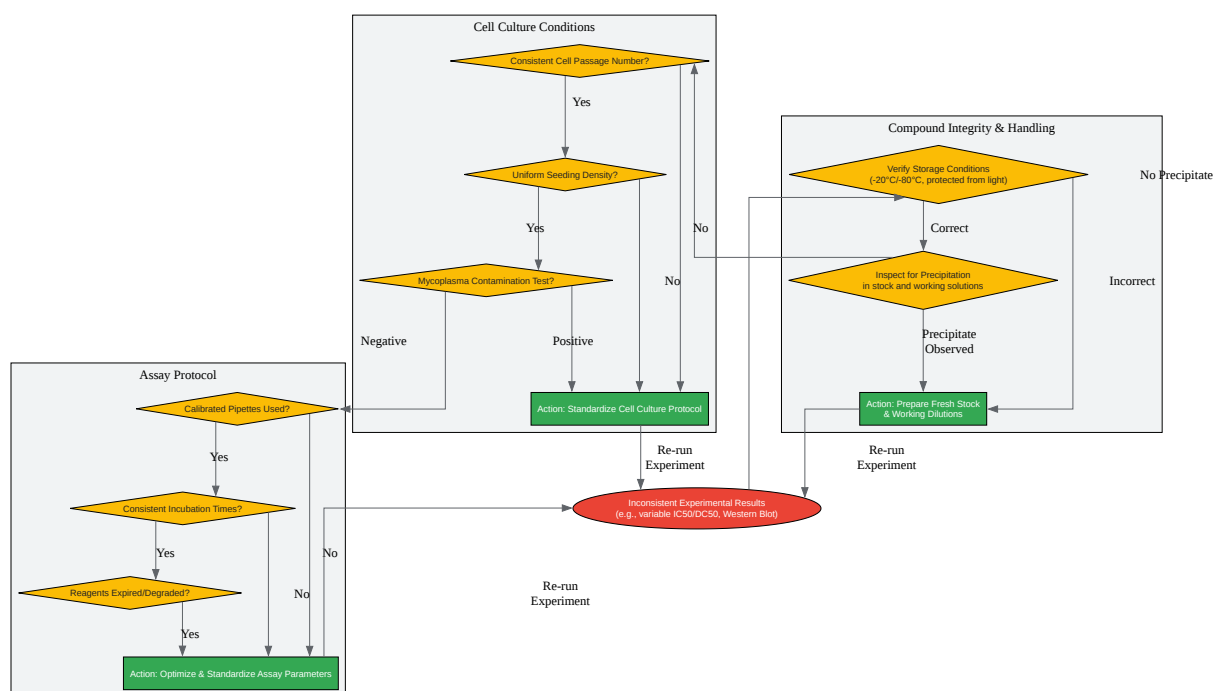 Cell Culture Conditions
Consistent Cell Passage Number?
Yes
Uniform Seeding Density?
Yes
No
No
Mycoplasma Contamination Test?
Negative
Positive
Action: Standardize Cell Culture Protocol
Compound Integrity & Handling
Verify Storage Conditions
(-20°C/-80°C, protected from light)
No Precipitate
Correct
Inspect for Precipitation
in stock and working solutions
Incorrect
Precipitate
Observed
Action: Prepare Fresh Stock
& Working Dilutions
Assay Protocol
Calibrated Pipettes Used?
Yes
Consistent Incubation Times?
Yes
No
No
Reagents Expired/Degraded?
Yes
Action: Optimize & Standardize Assay Parameters
Re-run
Experiment
Re-run
Experiment
Inconsistent Experimental Results
(e.g., variable IC50/DC50, Western Blot)
Re-run
Experiment